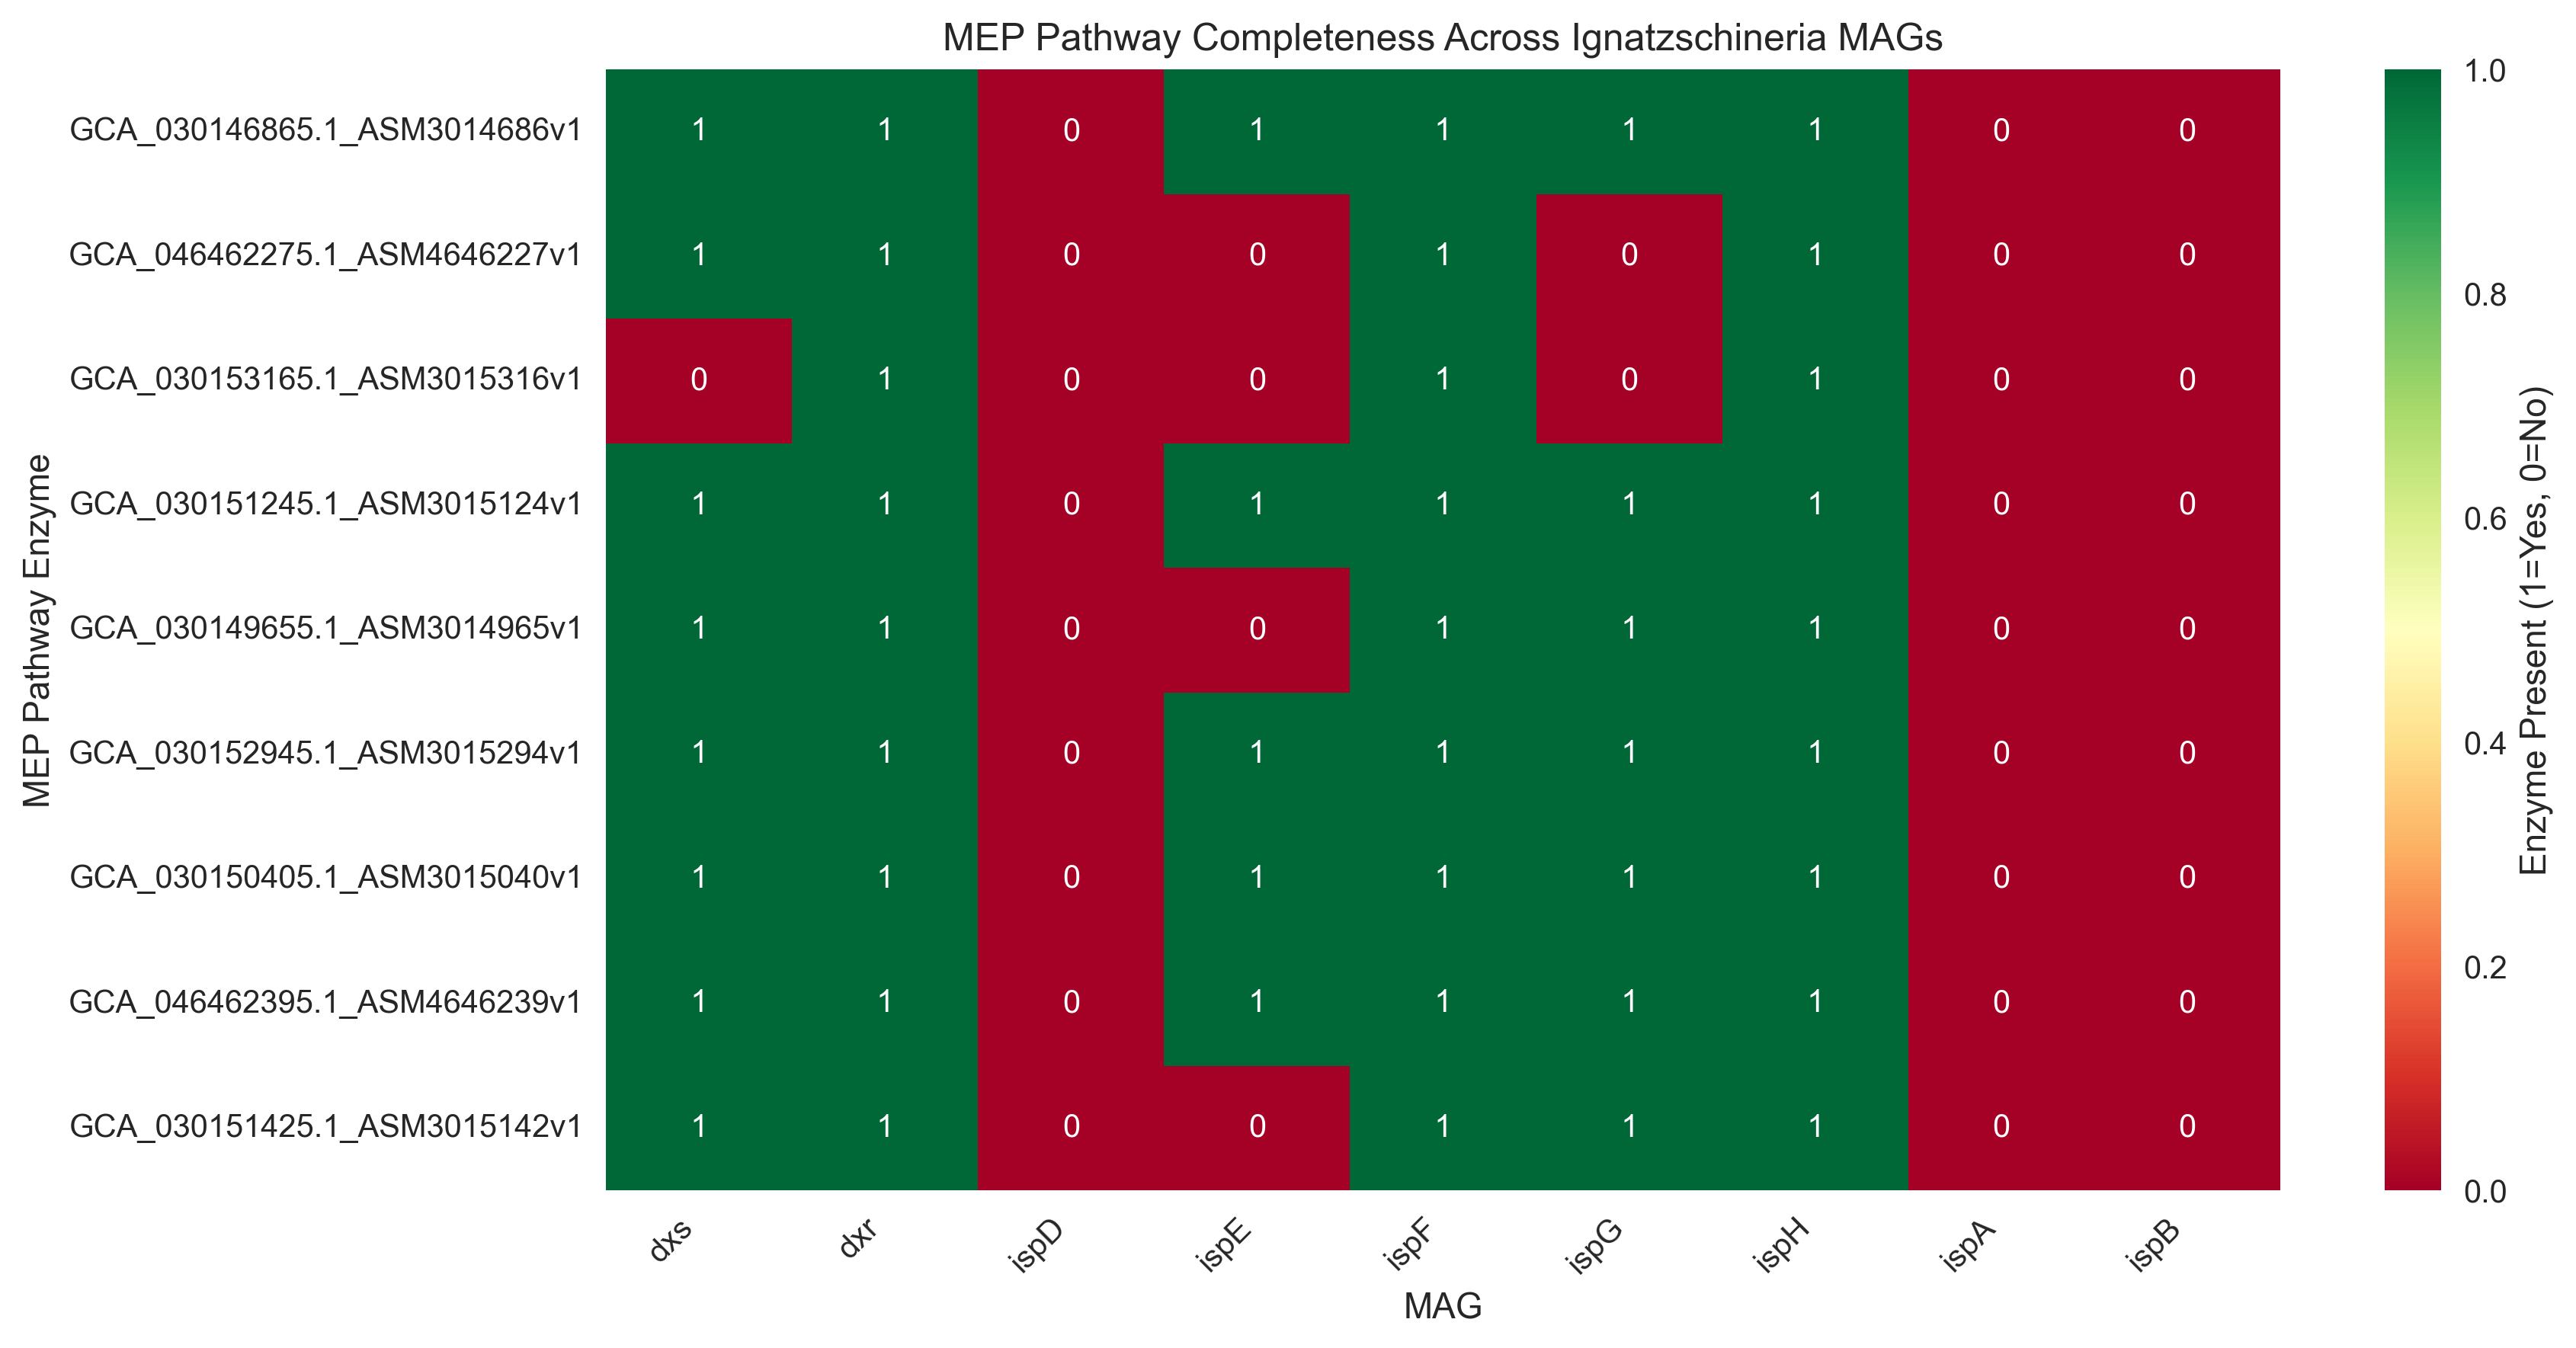 MEP Pathway Completeness Across Ignatzschineria MAGs
MEP Pathway Enzyme
GCA_030146865.1_ASM3014686v1 1 1 0 1 1 1 1 0 0
GCA_046462275.1_ASM4646227v1 1 1 0 0 1 0 1 0 0
GCA_030153165.1_ASM3015316v1 0 1 0 0 1 0 1 0 0
GCA_030151245.1_ASM3015124v1 1 1 0 1 1 1 1 0 0
GCA_030149655.1_ASM3014965v1 1 1 0 0 1 1 1 0 0
GCA_030152945.1_ASM3015294v1 1 1 0 1 1 1 1 0 0
GCA_030150405.1_ASM3015040v1 1 1 0 1 1 1 1 0 0
GCA_046462395.1_ASM4646239v1 1 1 0 1 1 1 1 0 0
GCA_030151425.1_ASM3015142v1 1 1 0 0 1 1 1 0 0
dxs dxr ispD ispE ispF ispG ispH ispA ispB
MAG
1.0
0.8
0.6
0.4
0.2
0.0
Enzyme Present (1=Yes, 0=No)